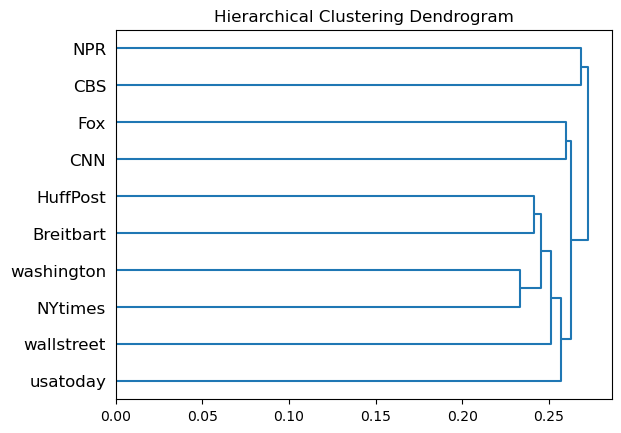 Hierarchical Clustering Dendrogram
NPR
CBS
Fox
CNN
HuffPost
Breitbart
washington
NYtimes
wallstreet
usatoday
0.00 0.05 0.10 0.15 0.20 0.25